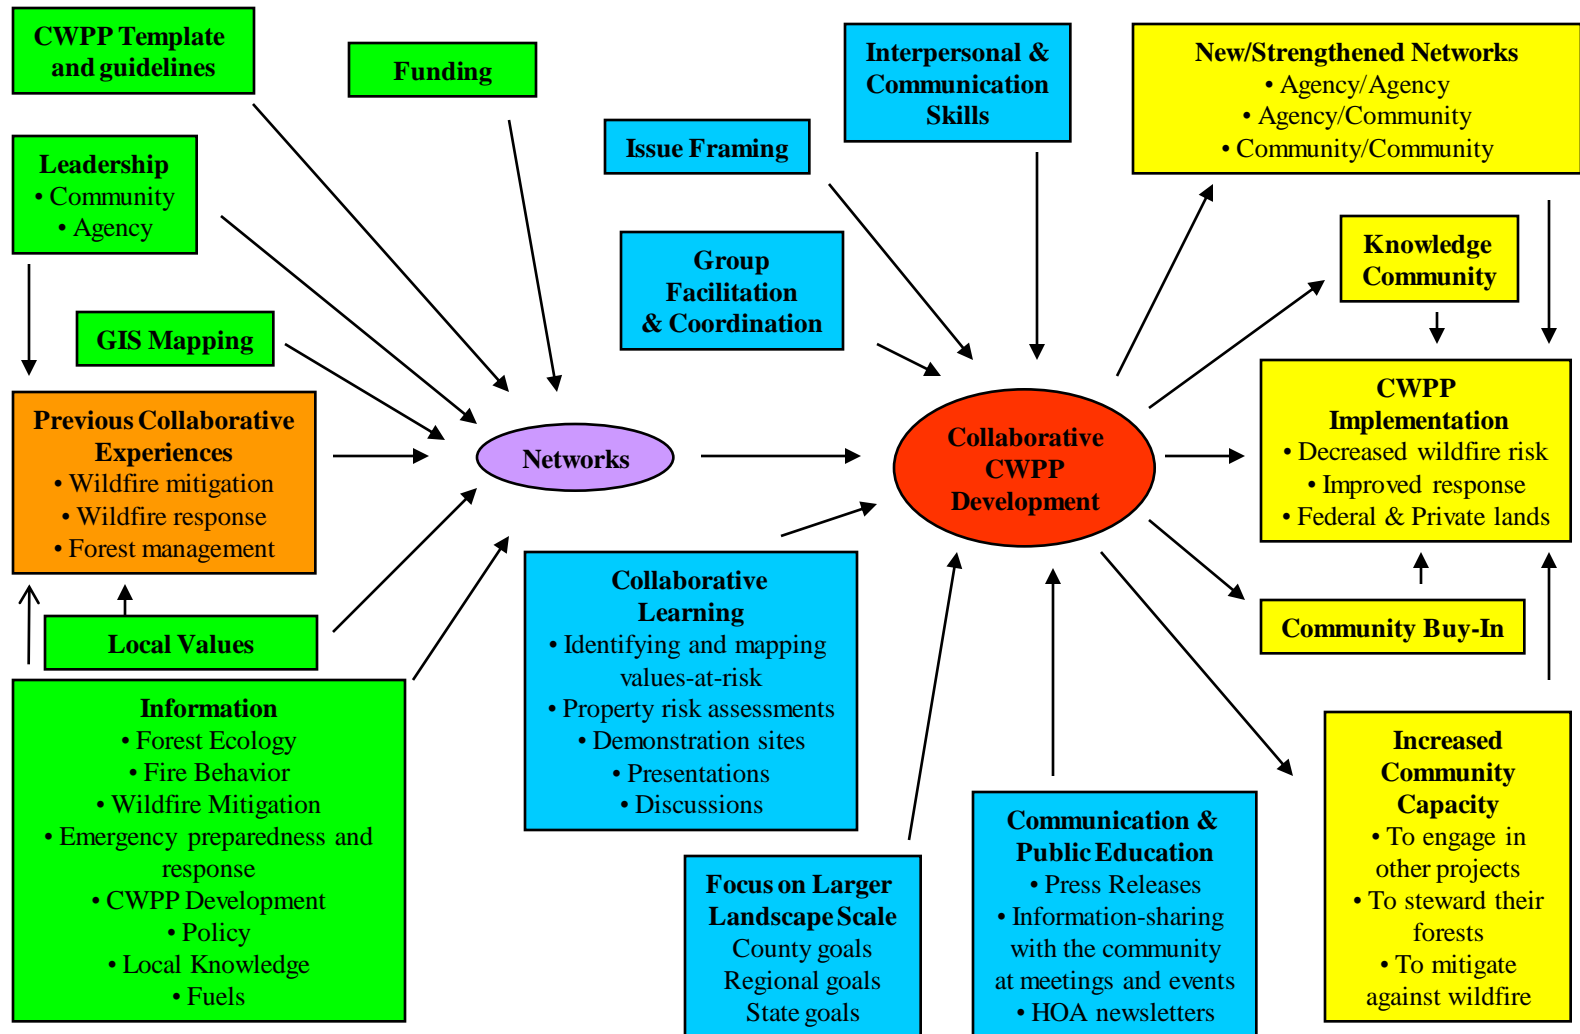 CWPP Template
and guidelines
Funding
Leadership
• Community
• Agency
GIS Mapping
Previous Collaborative
Experiences
• Wildfire mitigation
• Wildfire response
• Forest management
Local Values
Information
• Forest Ecology
• Fire Behavior
• Wildfire Mitigation
• Emergency preparedness and
response
• CWPP Development
• Policy
• Local Knowledge
• Fuels
Networks
Interpersonal &
Communication
Skills
Issue Framing
Group
Facilitation
& Coordination
Collaborative
Learning
• Identifying and mapping
values-at-risk
• Property risk assessments
• Demonstration sites
• Presentations
• Discussions
Focus on Larger
Landscape Scale
County goals
Regional goals
State goals
Communication &
Public Education
• Press Releases
• Information-sharing
with the community
at meetings and events
• HOA newsletters
Collaborative
CWPP
Development
New/Strengthened Networks
• Agency/Agency
• Agency/Community
• Community/Community
Knowledge
Community
CWPP
Implementation
• Decreased wildfire risk
• Improved response
• Federal & Private lands
Community Buy-In
Increased
Community
Capacity
• To engage in
other projects
• To steward their
forests
• To mitigate
against wildfire